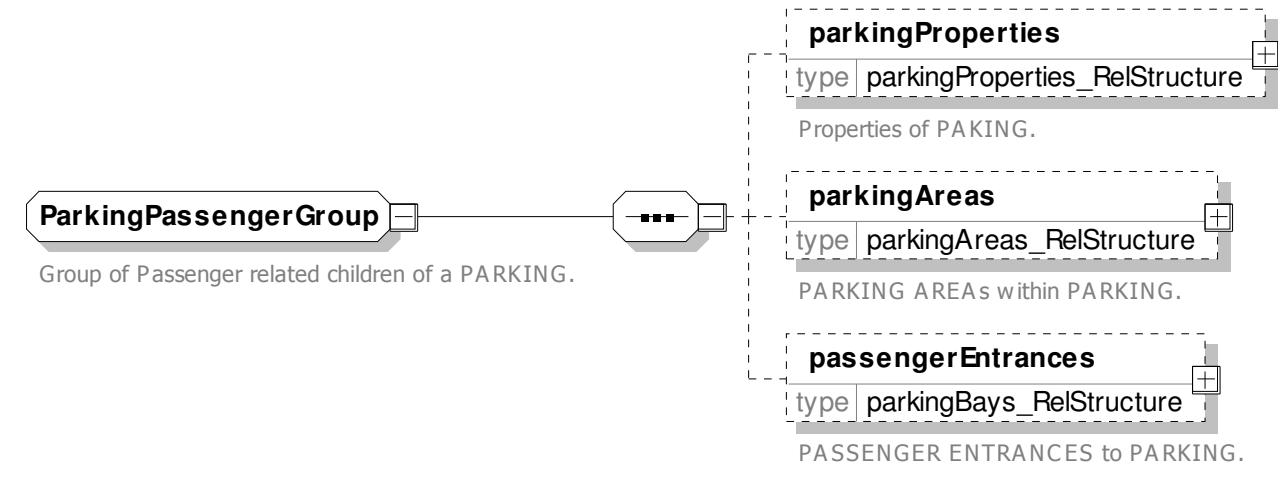 parkingProperties
type parkingProperties_RelStructure
Properties of PAKING.
parkingAreas
type parkingAreas_RelStructure
PARKING AREAs within PARKING.
ParkingPassengerGroup
Group of Passenger related children of a PARKING.
passengerEntrances
type parkingBays_RelStructure
PASSENGER ENTRANCES to PARKING.